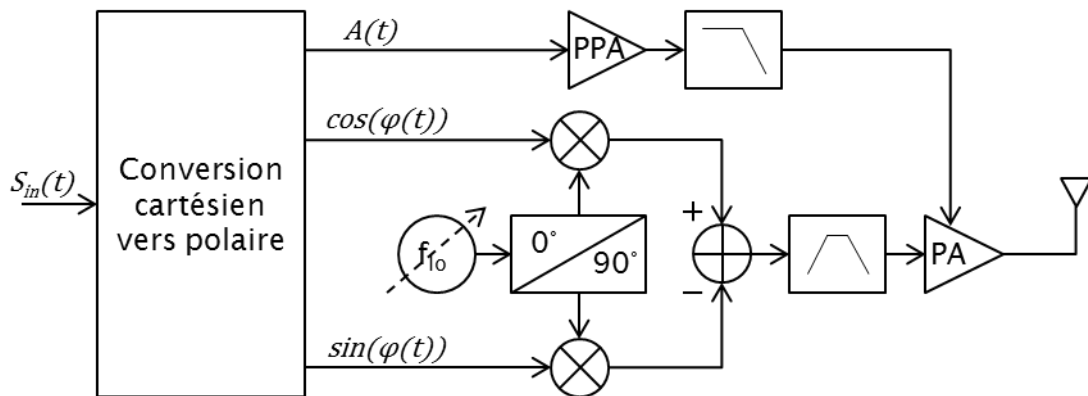 A(t)
PPA
cos(φ(t))
S_in(t)
Conversion
cartésien
vers polaire
f_lo
0°
90°
+
−
PA
sin(φ(t))